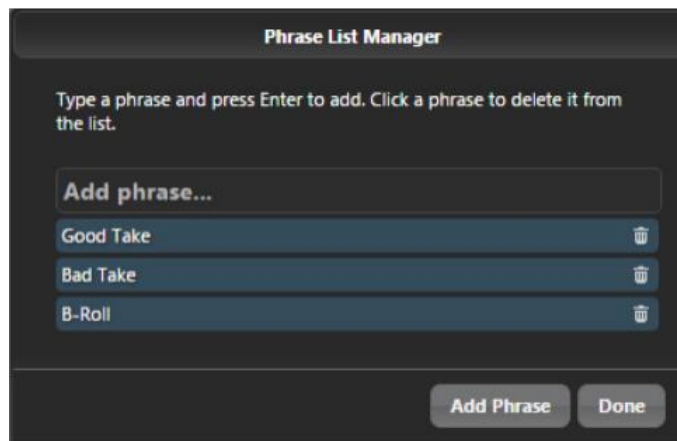 Phrase List Manager
Type a phrase and press Enter to add. Click a phrase to delete it from
the list.
Add phrase...
Good Take
Bad Take
B-Roll
Add Phrase Done